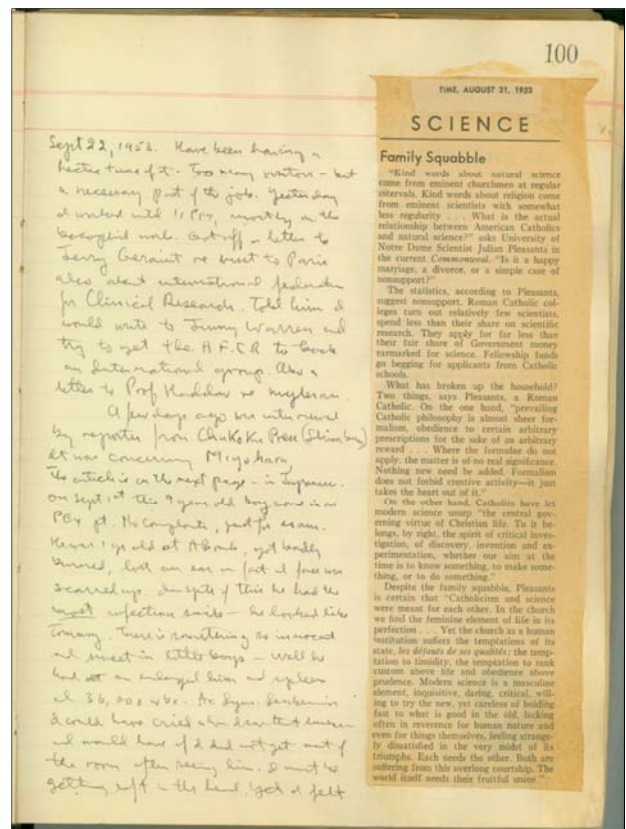 100
Sept 22, 1953. Have been having a
hectic time of it. Too many visitors - but
a necessary part of the job. Yesterday
I worked until 11 PM, mostly on the
work. Got off a letter to
Jerry Geraint re visit to Paris
also about international federation
for Clinical Research. Told him I
would write to Jimmy Warren and
try to get the A F.C.R to back
an international group. Also a
letter to Prof re
A few days ago was interviewed
by reporter from ChuKoKu Press
It was concerning Miyohara
The article is on the next page - in Japanese.
on Sept 1st this 9 year old boy came in as
PEx pt. No complaints, just for exam.
He was 1 yr old at ABomb, got badly
burned, lost an ear in fact & face was
scarred up. In spite of this he had the
most infectious smile - he looked like
Tommy. There is something so innocent
and sweet in little boys - well he
had an enlarged liver and spleen
36,000 wbc.
I could have cried when I saw that
and would have if I did not get out of
the room after seeing him. I must be
getting soft in the head. Yet I felt
TIME, AUGUST 31, 1953
SCIENCE
Family Squabble
"Kind words about natural science
come from eminent churchmen at regular
intervals. Kind words about religion come
from eminent scientists with somewhat
less regularity . . . What is the actual
relationship between American Catholics
and natural science?" asks University of
Notre Dame Scientist Julian Pleasants in
the current Commonweal. "Is it a happy
marriage, a divorce, or a simple case of
nonsupport?"
The statistics, according to Pleasants,
suggest nonsupport. Roman Catholic col-
leges turn out relatively few scientists,
spend less than their share on scientific
research. They apply for far less than
their fair share of Government money
earmarked for science. Fellowship funds
go begging for applicants from Catholic
schools.
What has broken up the household?
Two things, says Pleasants, a Roman
Catholic. On the one hand, "prevailing
Catholic philosophy is almost sheer for-
malism, obedience to certain arbitrary
prescriptions for the sake of an arbitrary
reward . . . Where the formulae do not
apply, the matter is of no real significance.
Nothing new need be added. Formalism
does not forbid creative activity—it just
takes the heart out of it."
On the other hand, Catholics have let
modern science usurp "the central gov-
erning virtue of Christian life. To it be-
longs, by right, the spirit of critical inves-
tigation, of discovery, invention and ex-
perimentation, whether our aim at the
time is to know something, to make some-
thing, or to do something."
Despite the family squabble, Pleasants
is certain that "Catholicism and science
were meant for each other. In the church
we find the feminine element of life in its
perfection . . . Yet the church as a human
institution suffers the temptations of its
state, les défauts de ses qualités: the temp-
tation to timidity, the temptation to rank
custom above life and obedience above
prudence. Modern science is a masculine
element, inquisitive, daring, critical, will-
ing to try the new, yet careless of holding
fast to what is good in the old, lacking
often in reverence for human nature and
even for things themselves, feeling strange-
ly dissatisfied in the very midst of its
triumphs. Each needs the other. Both are
suffering from this overlong courtship. The
world itself needs their fruitful union."